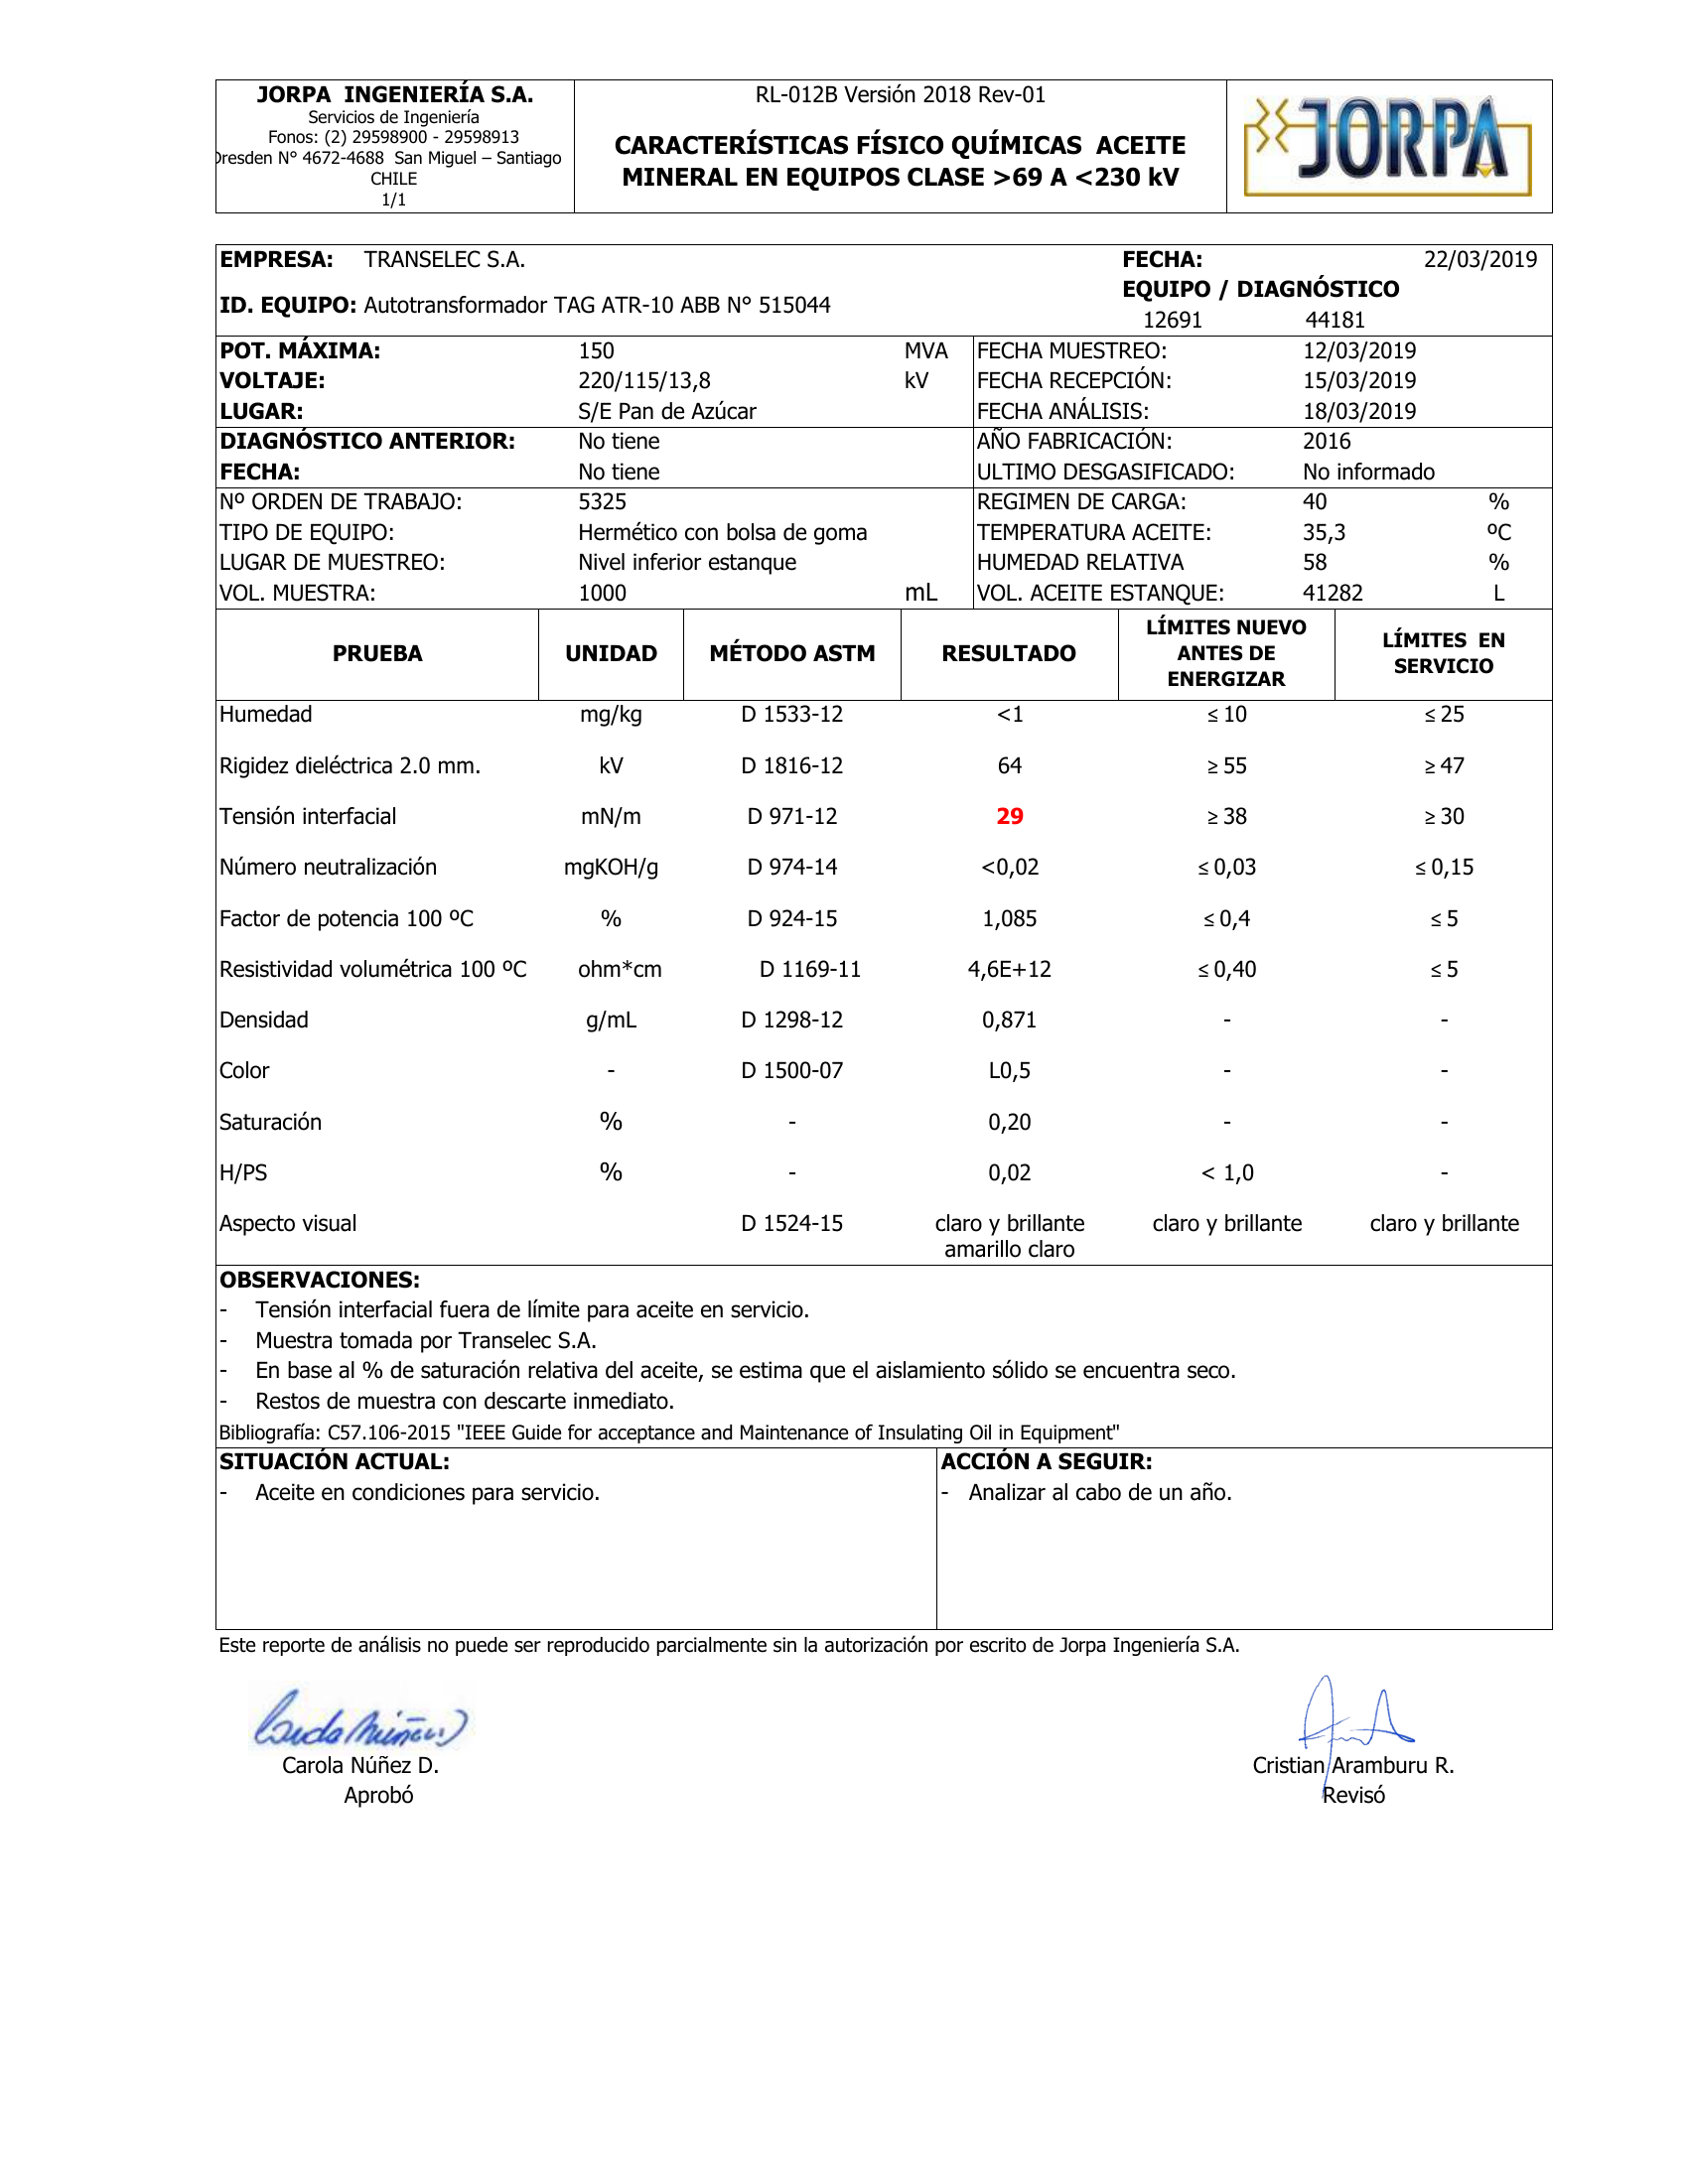 JORPA INGENIERÍA S.A.
Servicios de Ingeniería
Fonos: (2) 29598900 - 29598913
Dresden N° 4672-4688 San Miguel – Santiago
CHILE
1/1
RL-012B Versión 2018 Rev-01
CARACTERÍSTICAS FÍSICO QUÍMICAS ACEITE
MINERAL EN EQUIPOS CLASE >69 A <230 kV
JORPA
EMPRESA: TRANSELEC S.A. FECHA: 22/03/2019
EQUIPO / DIAGNÓSTICO
ID. EQUIPO: Autotransformador TAG ATR-10 ABB N° 515044
12691 44181
POT. MÁXIMA: 150 MVA FECHA MUESTREO: 12/03/2019
VOLTAJE: 220/115/13,8 kV FECHA RECEPCIÓN: 15/03/2019
LUGAR: S/E Pan de Azúcar FECHA ANÁLISIS: 18/03/2019
DIAGNÓSTICO ANTERIOR: No tiene AÑO FABRICACIÓN: 2016
FECHA: No tiene ULTIMO DESGASIFICADO: No informado
Nº ORDEN DE TRABAJO: 5325 REGIMEN DE CARGA: 40 %
TIPO DE EQUIPO: Hermético con bolsa de goma TEMPERATURA ACEITE: 35,3 ºC
LUGAR DE MUESTREO: Nivel inferior estanque HUMEDAD RELATIVA 58 %
VOL. MUESTRA: 1000 mL VOL. ACEITE ESTANQUE: 41282 L
PRUEBA UNIDAD MÉTODO ASTM RESULTADO LÍMITES NUEVO ANTES DE ENERGIZAR LÍMITES EN SERVICIO
Humedad mg/kg D 1533-12 <1 ≤ 10 ≤ 25
Rigidez dieléctrica 2.0 mm. kV D 1816-12 64 ≥ 55 ≥ 47
Tensión interfacial mN/m D 971-12 29 ≥ 38 ≥ 30
Número neutralización mgKOH/g D 974-14 <0,02 ≤ 0,03 ≤ 0,15
Factor de potencia 100 ºC % D 924-15 1,085 ≤ 0,4 ≤ 5
Resistividad volumétrica 100 ºC ohm*cm D 1169-11 4,6E+12 ≤ 0,40 ≤ 5
Densidad g/mL D 1298-12 0,871 - -
Color - D 1500-07 L0,5 - -
Saturación % - 0,20 - -
H/PS % - 0,02 < 1,0 -
Aspecto visual D 1524-15 claro y brillante claro y brillante claro y brillante
amarillo claro
OBSERVACIONES:
- Tensión interfacial fuera de límite para aceite en servicio.
- Muestra tomada por Transelec S.A.
- En base al % de saturación relativa del aceite, se estima que el aislamiento sólido se encuentra seco.
- Restos de muestra con descarte inmediato.
Bibliografía: C57.106-2015 "IEEE Guide for acceptance and Maintenance of Insulating Oil in Equipment"
SITUACIÓN ACTUAL: ACCIÓN A SEGUIR:
- Aceite en condiciones para servicio. - Analizar al cabo de un año.
Este reporte de análisis no puede ser reproducido parcialmente sin la autorización por escrito de Jorpa Ingeniería S.A.
Carola Núñez D. Cristian Aramburu R.
Aprobó Revisó